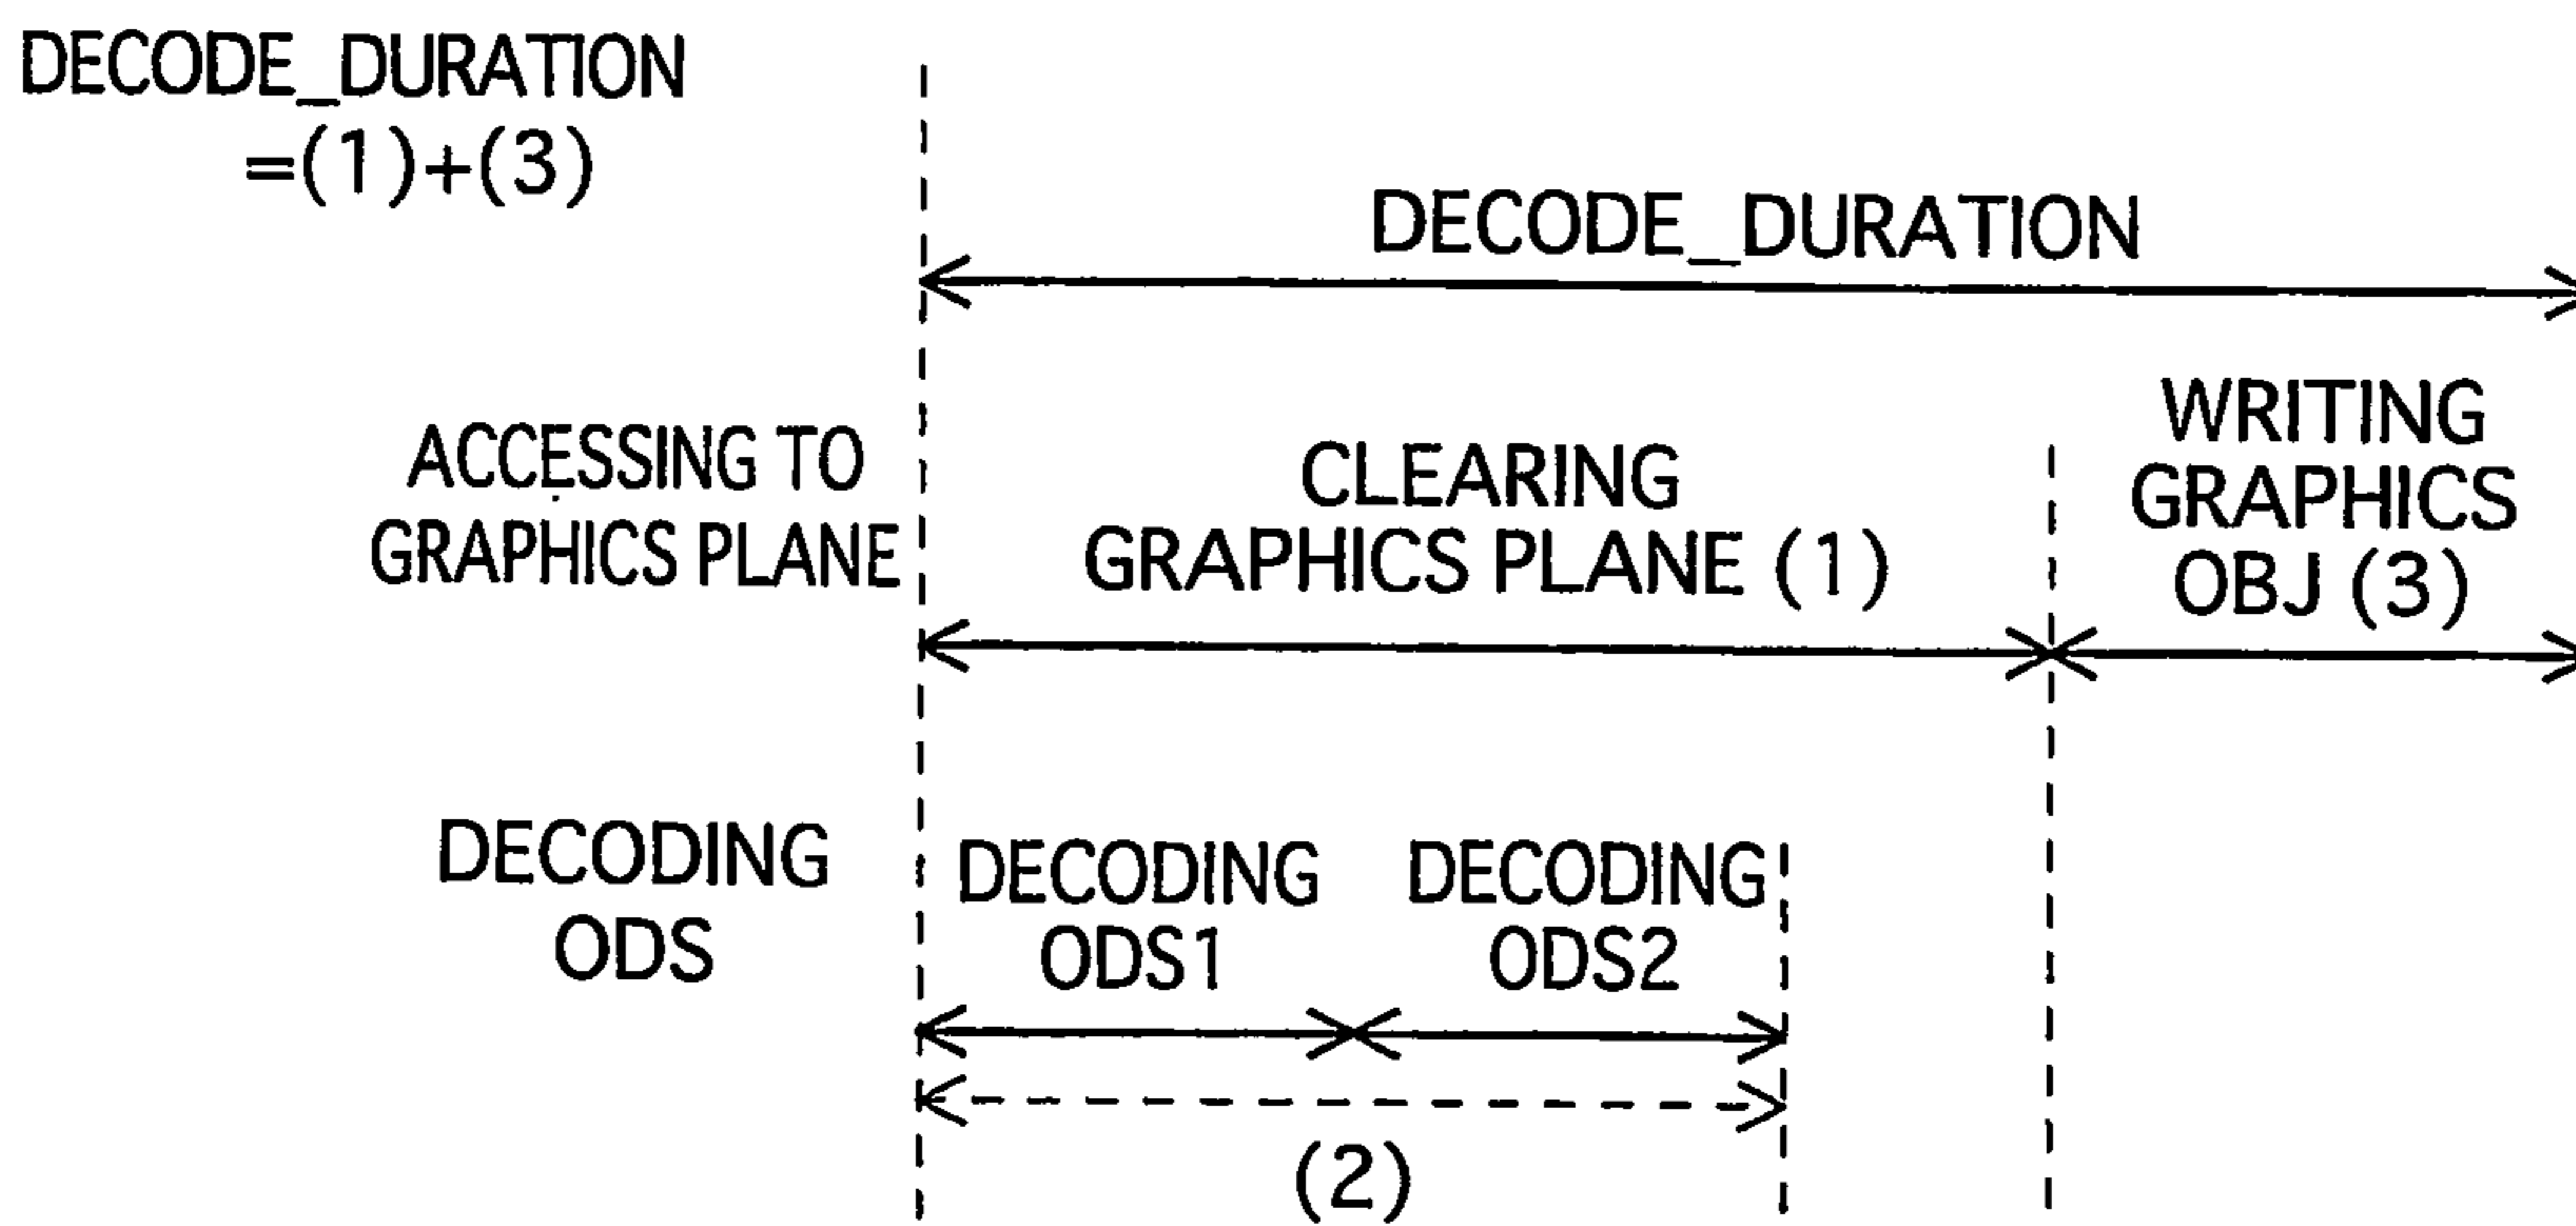 DECODE_DURATION
=(1)+(3)
DECODE_DURATION
ACCESSING TO
GRAPHICS PLANE
CLEARING
GRAPHICS PLANE (1)
WRITING
GRAPHICS
OBJ (3)
DECODING
ODS
DECODING
ODS1
DECODING
ODS2
(2)